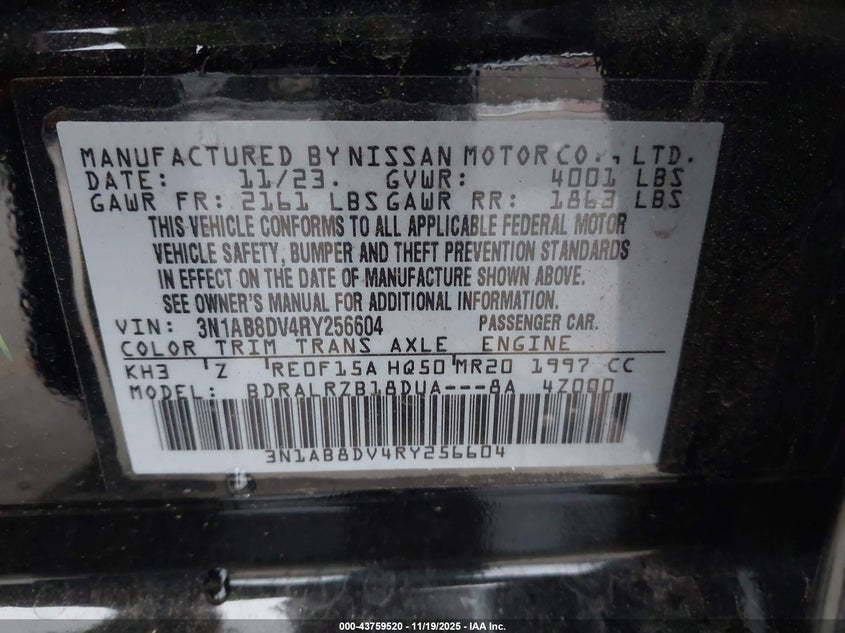 MANUFACTURED BY NISSAN MOTOR CO., LTD.
DATE: 11/23. GVWR: 4001 LBS
GAWR FR: 2161 LBS GAWR RR: 1863 LBS
THIS VEHICLE CONFORMS TO ALL APPLICABLE FEDERAL MOTOR
VEHICLE SAFETY, BUMPER AND THEFT PREVENTION STANDARDS
IN EFFECT ON THE DATE OF MANUFACTURE SHOWN ABOVE.
SEE OWNER'S MANUAL FOR ADDITIONAL INFORMATION.
VIN: 3N1AB8DV4RY256604 PASSENGER CAR.
COLOR TRIM TRANS AXLE ENGINE
KH3 Z RE0F15A HQ50 MR20 1997 CC
MODEL: BDRALRZB18DUA---8A 4Z000
3N1AB8DV4RY256604
000-43759520 - 11/19/2025 - IAA Inc.